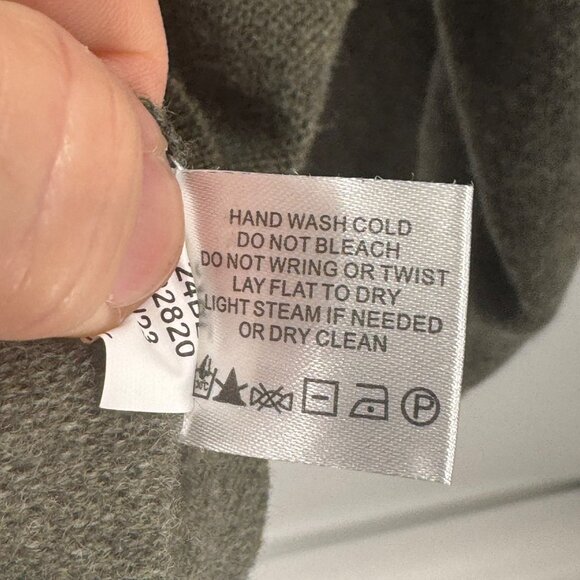 HAND WASH COLD
DO NOT BLEACH
DO NOT WRING OR TWIST
LAY FLAT TO DRY
LIGHT STEAM IF NEEDED
OR DRY CLEAN
P
2820